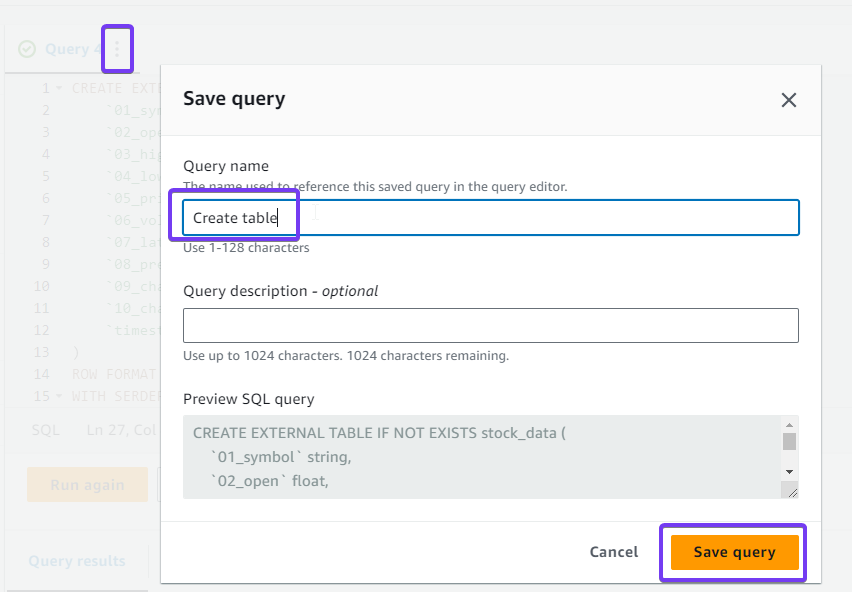 Query 4
Save query
1 CREATE EXTE
Query name
2 `01_sym
The name used to reference this saved query in the query editor.
3 `02_ope
4 `03_hig
5 `04_low
6 `05_pri
Create table
7 `06_vol
8 `07_lat
Use 1-128 characters
9 `08_pre
10 `09_cha
Query description - optional
11 `10_cha
12 `timest
13 )
Use up to 1024 characters. 1024 characters remaining.
14 ROW FORMAT
15 WITH SERDE
Preview SQL query
SQL Ln 27, Col
CREATE EXTERNAL TABLE IF NOT EXISTS stock_data (
`01_symbol` string,
`02_open` float,
Run again
Cancel
Save query
Query results